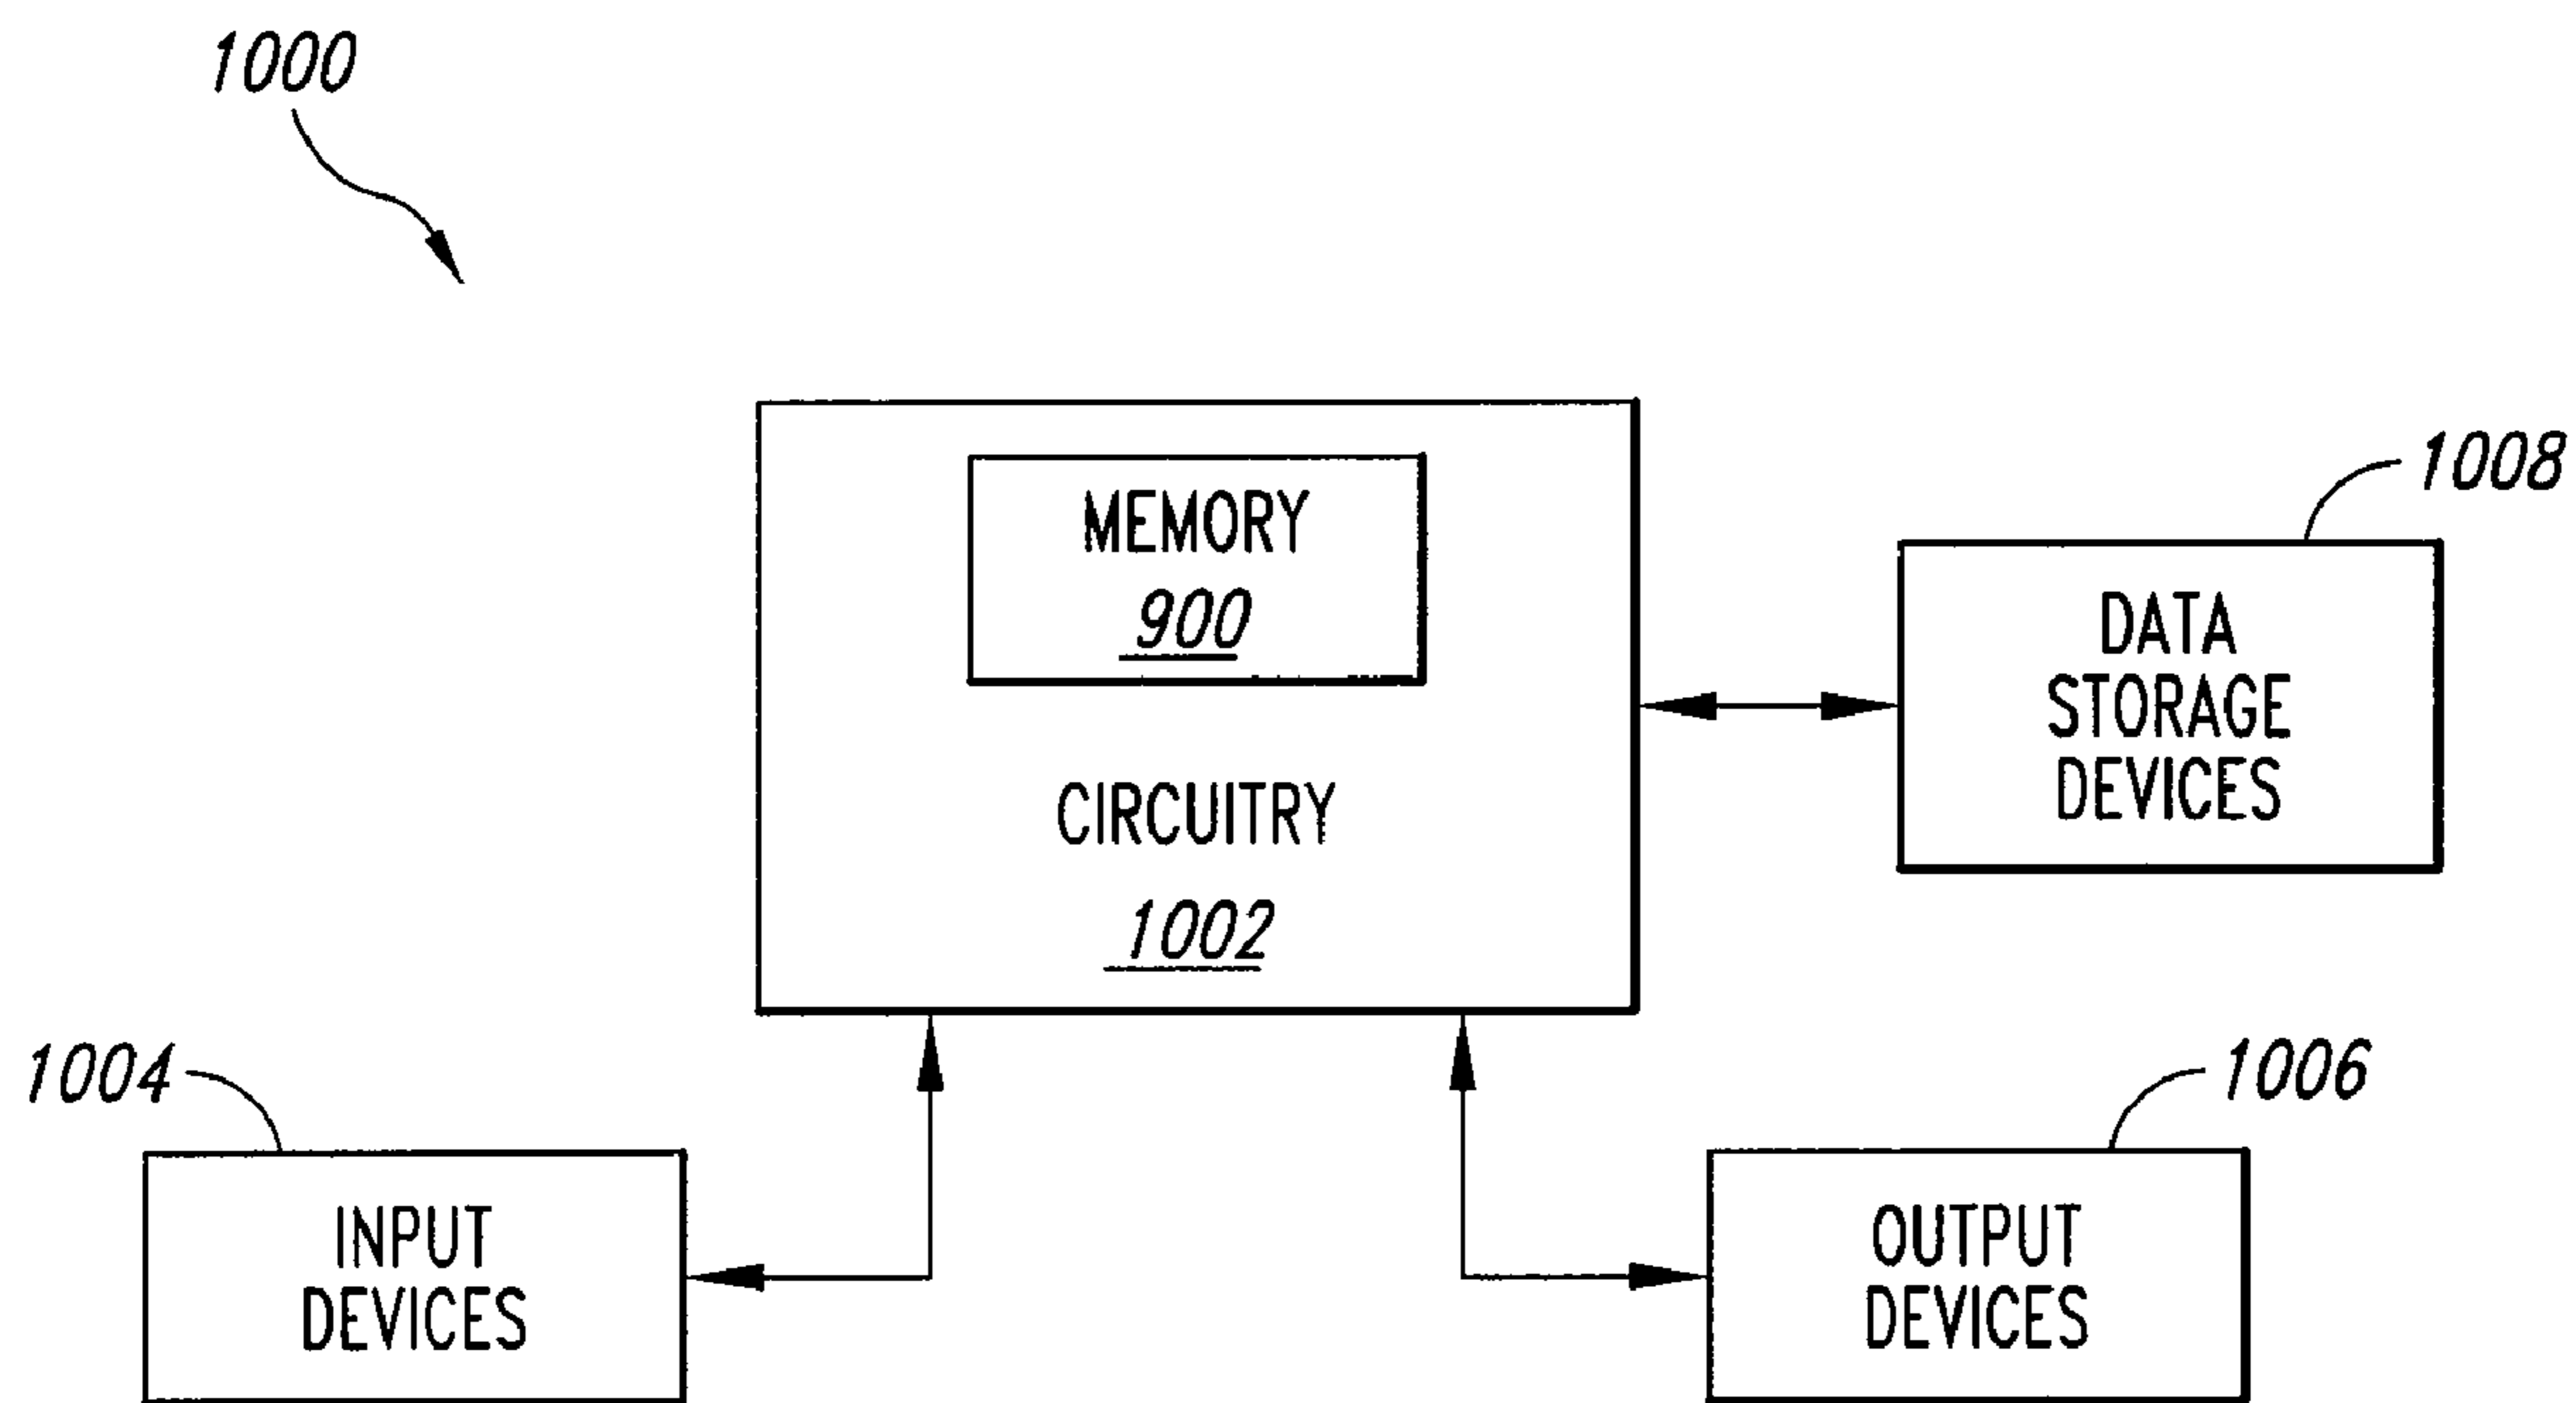 1000
MEMORY
900
CIRCUITRY
1002
1008
DATA
STORAGE
DEVICES
1004
INPUT
DEVICES
1006
OUTPUT
DEVICES